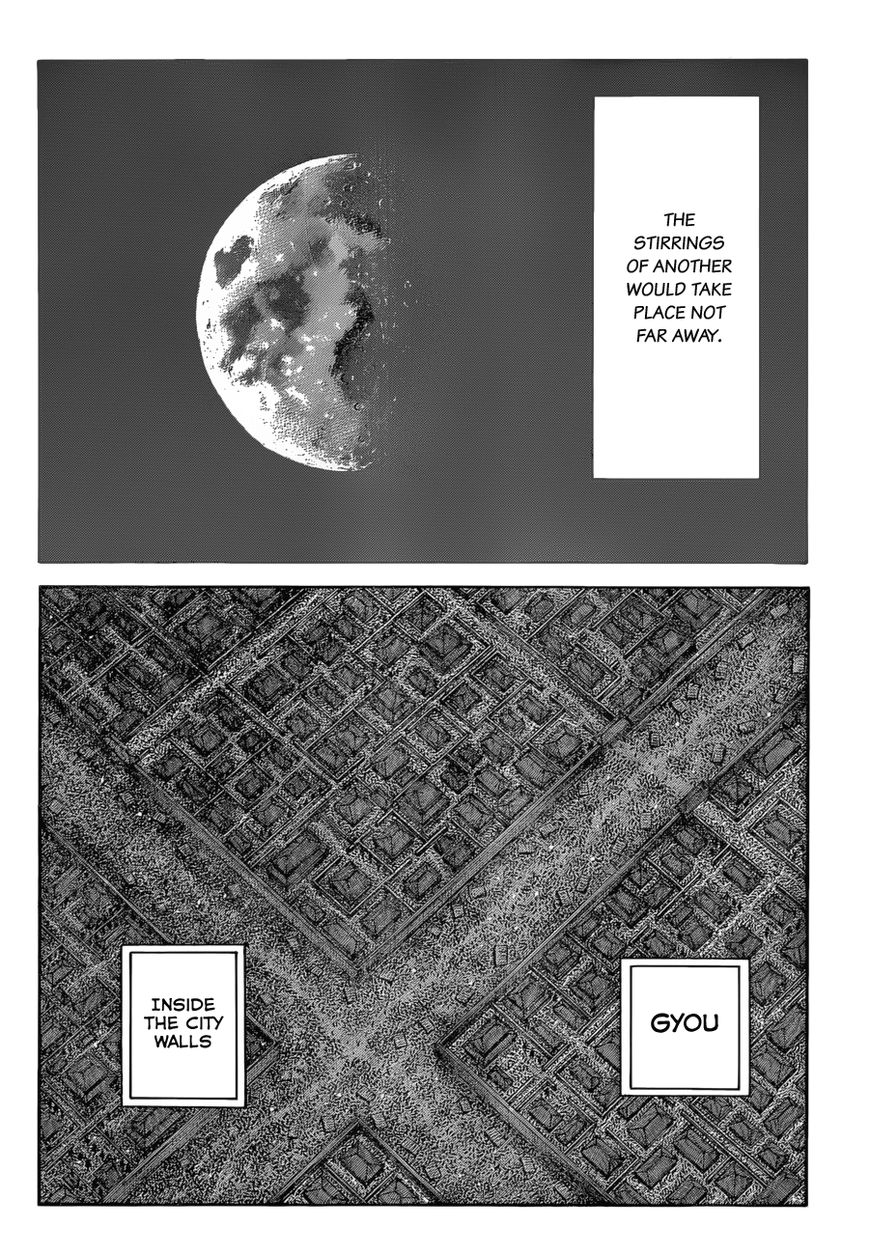 THE
STIRRINGS
OF ANOTHER
WOULD TAKE
PLACE NOT
FAR AWAY.
GYOU
INSIDE
THE CITY
WALLS